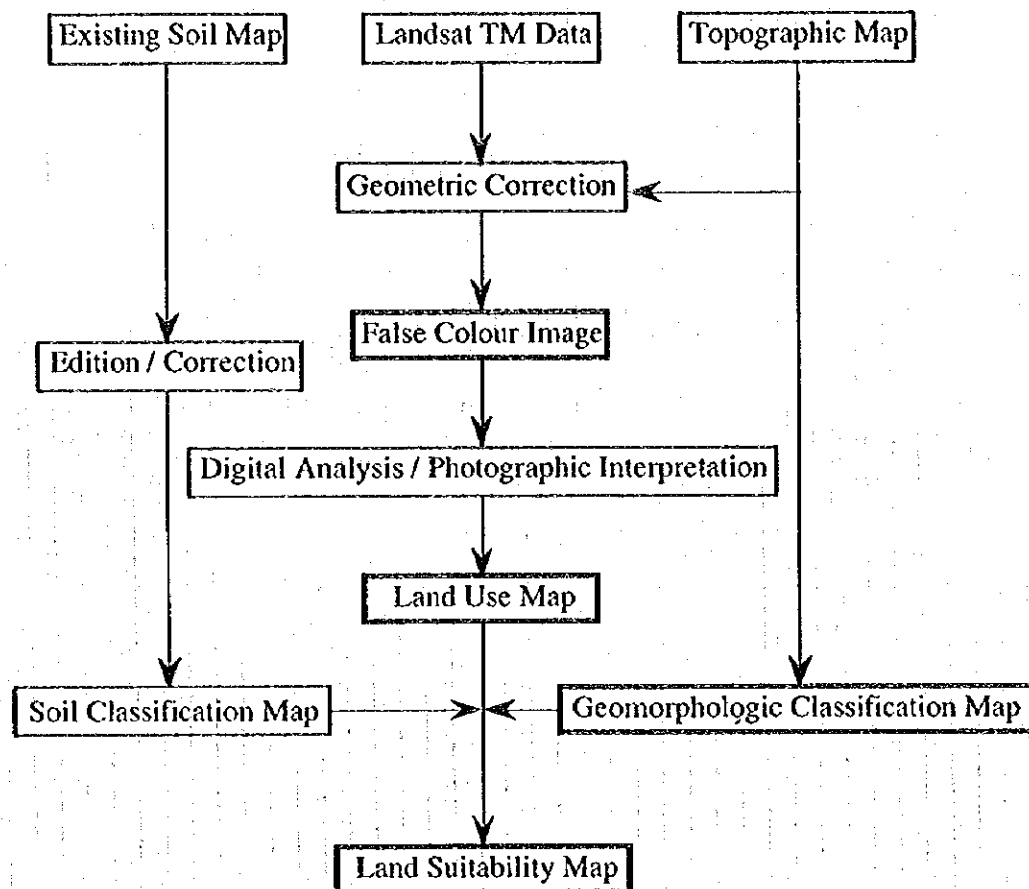 Existing Soil Map
Landsat TM Data
Topographic Map
Geometric Correction
False Colour Image
Edition / Correction
Digital Analysis / Photographic Interpretation
Land Use Map
Soil Classification Map
Geomorphologic Classification Map
Land Suitability Map